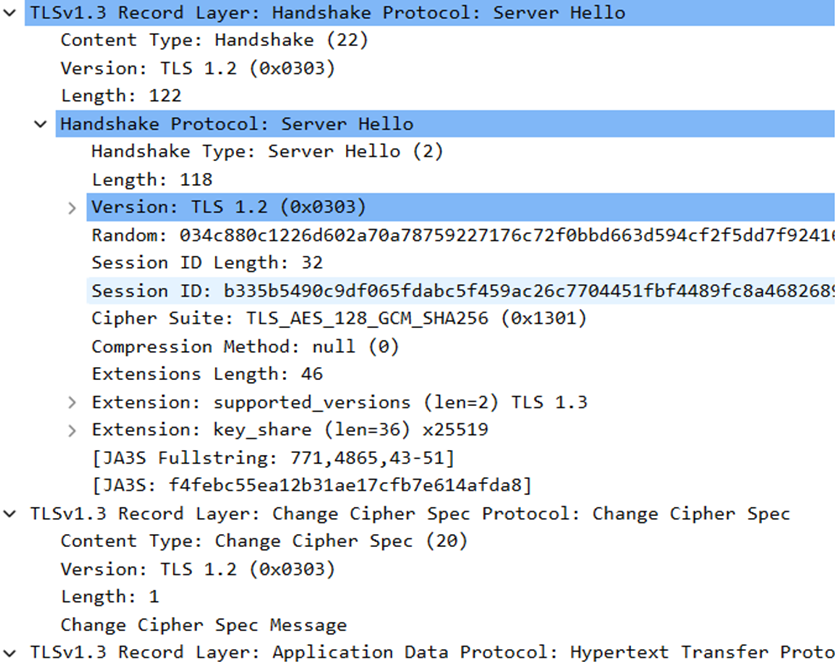 TLSv1.3 Record Layer: Handshake Protocol: Server Hello
Content Type: Handshake (22)
Version: TLS 1.2 (0x0303)
Length: 122
Handshake Protocol: Server Hello
Handshake Type: Server Hello (2)
Length: 118
Version: TLS 1.2 (0x0303)
Random: 034c880c1226d602a70a78759227176c72f0bbd663d594cf2f5dd7f92416
Session ID Length: 32
Session ID: b335b5490c9df065fdabc5f459ac26c7704451fbf4489fc8a4682689
Cipher Suite: TLS_AES_128_GCM_SHA256 (0x1301)
Compression Method: null (0)
Extensions Length: 46
Extension: supported_versions (len=2) TLS 1.3
Extension: key_share (len=36) x25519
[JA3S Fullstring: 771,4865,43-51]
[JA3S: f4febc55ea12b31ae17cfb7e614afda8]
TLSv1.3 Record Layer: Change Cipher Spec Protocol: Change Cipher Spec
Content Type: Change Cipher Spec (20)
Version: TLS 1.2 (0x0303)
Length: 1
Change Cipher Spec Message
TLSv1.3 Record Layer: Application Data Protocol: Hypertext Transfer Proto